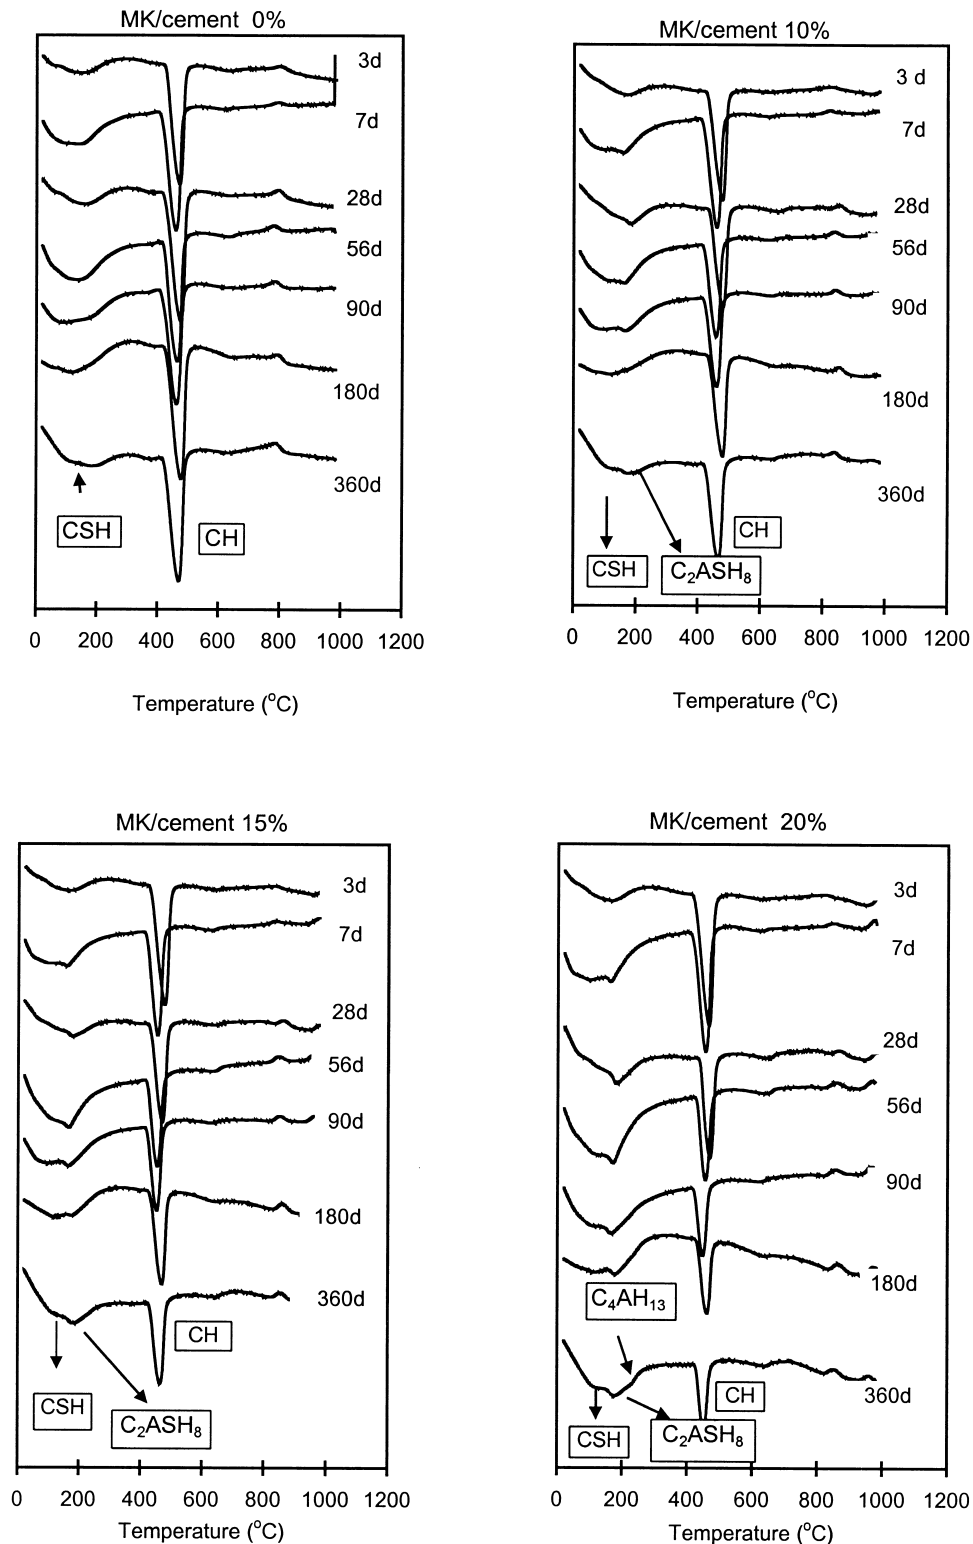 MK/cement 0%
3d
7d
28d
56d
90d
180d
360d
CSH
CH
0 200 400 600 800 1000 1200
Temperature (°C)
MK/cement 10%
3 d
7d
28d
56d
90d
180d
360d
CH
CSH
C₂ASH₈
0 200 400 600 800 1000 1200
Temperature (°C)
MK/cement 15%
3d
7d
28d
56d
90d
180d
360d
CH
CSH
C₂ASH₈
0 200 400 600 800 1000 1200
Temperature (°C)
MK/cement 20%
3d
7d
28d
56d
90d
180d
C₄AH₁₃
360d
CH
CSH
C₂ASH₈
0 200 400 600 800 1000 1200
Temperature (°C)